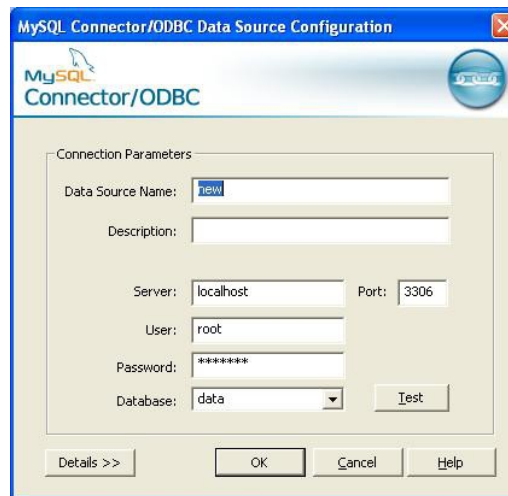 MySQL Connector/ODBC Data Source Configuration
MySQL
Connector/ODBC
Connection Parameters
Data Source Name: new
Description:
Server: localhost Port: 3306
User: root
Password: *******
Database: data Test
Details >> OK Cancel Help